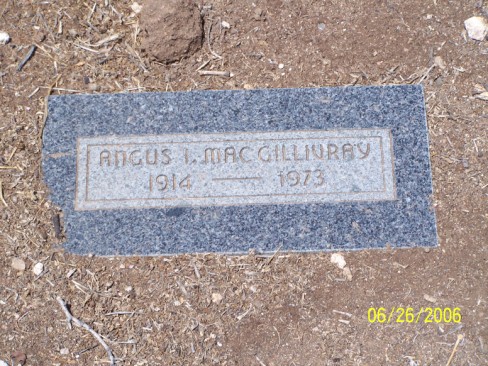 ANGUS I. MAC GILLIVRAY
1914 — 1973
06/26/2006